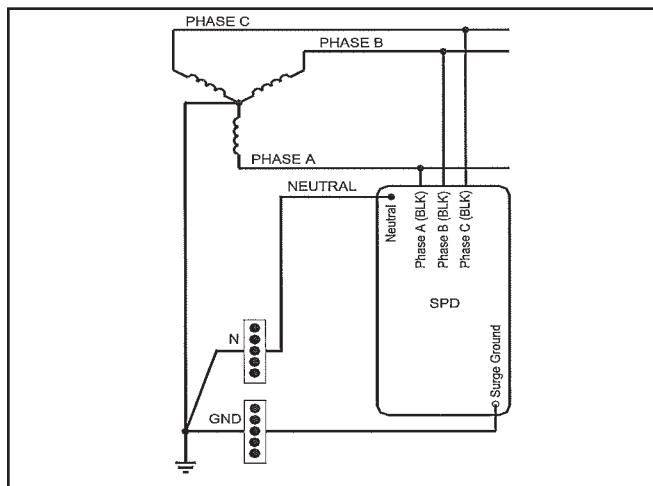 PHASE C
PHASE B
PHASE A
NEUTRAL
Neutral
Phase A (BLK)
Phase B (BLK)
Phase C (BLK)
SPD
N
Surge Ground
GND